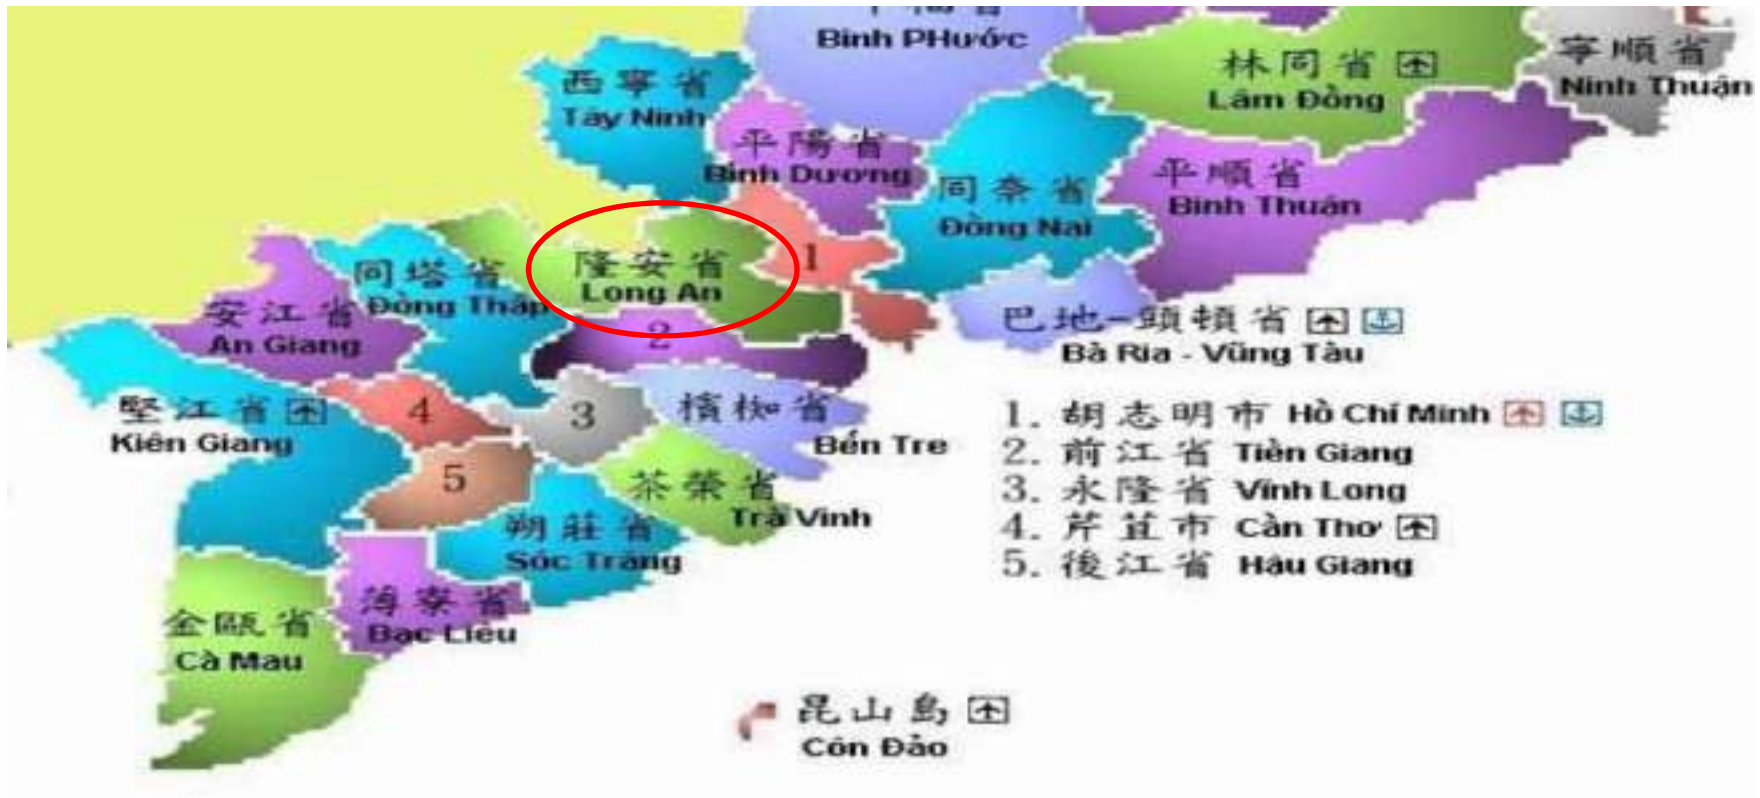 Binh PHước
西寧省
Tay Ninh
林同省
Lâm Đồng
寧順省
Ninh Thuận
平陽省
Binh Dương
同奈省
Đồng Nai
平順省
Binh Thuận
隆安省
Long An
1
同塔省
Đồng Tháp
安江省
An Giang
2
巴地-頭頓省
Bà Rịa - Vũng Tàu
堅江省
Kiên Giang
4
3
檳椥省
Bến Tre
5
茶榮省
Trà Vinh
朔莊省
Sóc Trăng
薄寮省
Bạc Liêu
金甌省
Cà Mau
1. 胡志明市 Hồ Chí Minh
2. 前江省 Tiền Giang
3. 永隆省 Vĩnh Long
4. 芹苴市 Cần Thơ
5. 後江省 Hậu Giang
昆山島
Côn Đảo